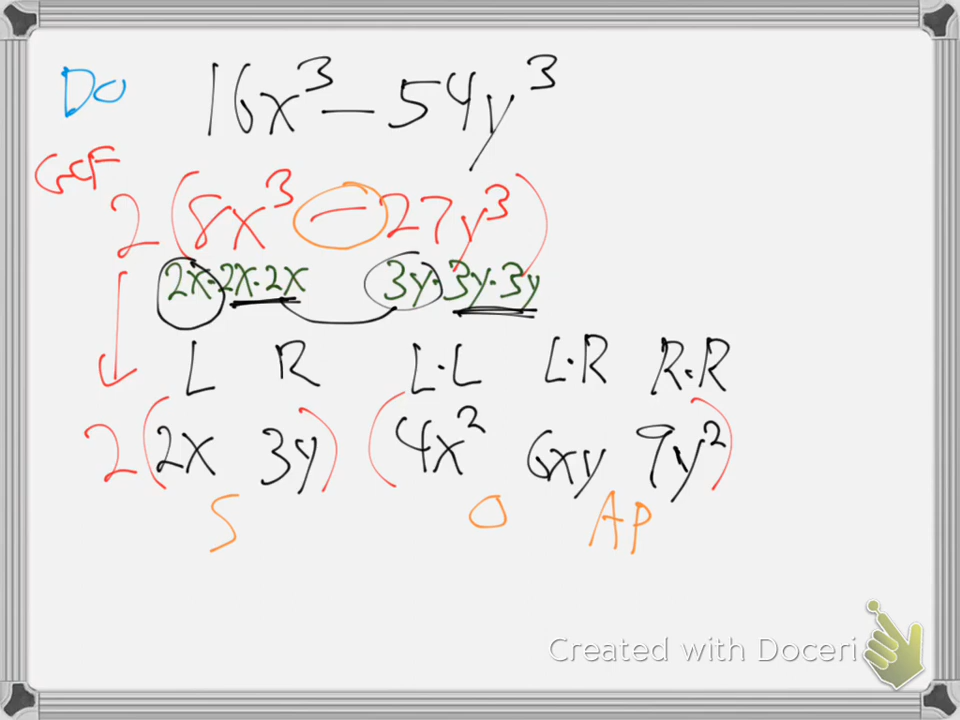 Do 16x³ – 54y³
GCF
2 (8x³ – 27y³)
2x·2x·2x 3y·3y·3y
L R L·L L·R R·R
2 (2x 3y) (4x² 6xy 9y²)
S O AP
Created with Doceri